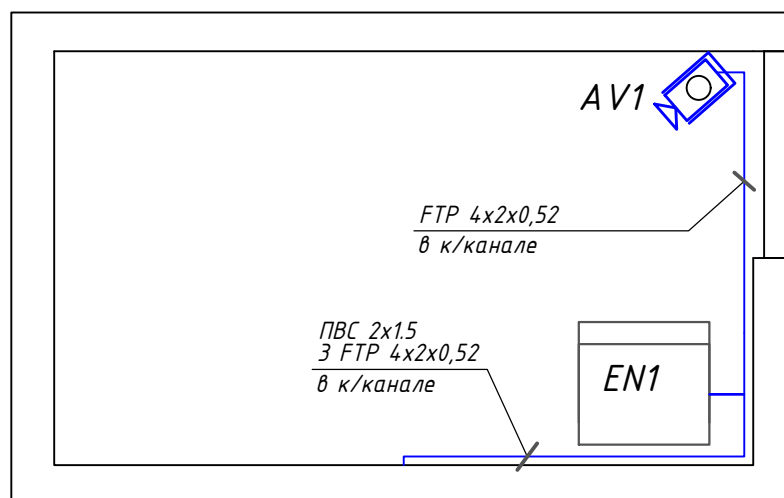 AV1
FTP 4x2x0,52
в к/канале
ПВС 2x1.5
3 FTP 4x2x0,52
в к/канале
EN1